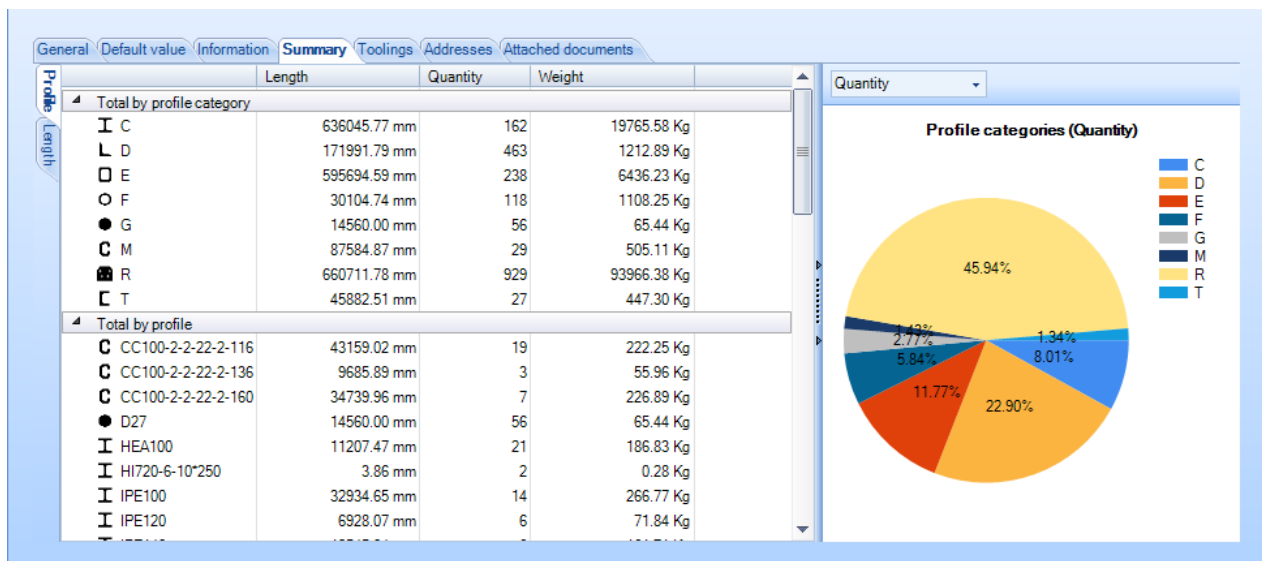 General Default value Information Summary Toolings Addresses Attached documents
Profile
Length
Length Quantity Weight
Total by profile category
C 636045.77 mm 162 19765.58 Kg
D 171991.79 mm 463 1212.89 Kg
E 595694.59 mm 238 6436.23 Kg
F 30104.74 mm 118 1108.25 Kg
G 14560.00 mm 56 65.44 Kg
M 87584.87 mm 29 505.11 Kg
R 660711.78 mm 929 93966.38 Kg
T 45882.51 mm 27 447.30 Kg
Total by profile
CC100-2-2-22-2-116 43159.02 mm 19 222.25 Kg
CC100-2-2-22-2-136 9685.89 mm 3 55.96 Kg
CC100-2-2-22-2-160 34739.96 mm 7 226.89 Kg
D27 14560.00 mm 56 65.44 Kg
HEA100 11207.47 mm 21 186.83 Kg
HI720-6-10*250 3.86 mm 2 0.28 Kg
IPE100 32934.65 mm 14 266.77 Kg
IPE120 6928.07 mm 6 71.84 Kg
Quantity
Profile categories (Quantity)
C
D
E
F
G
M
R
T
45.94%
1.43%
1.34%
2.77%
8.01%
5.84%
11.77%
22.90%